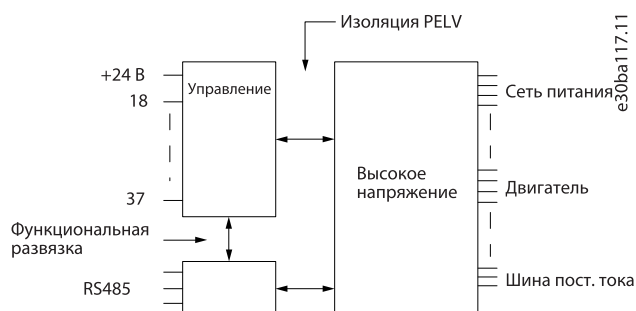 Изоляция PELV
+24 В
Управление
18
Сеть питания
e30ba117.11
Высокое
напряжение
37
Двигатель
Функциональная
развязка
RS485
Шина пост. тока